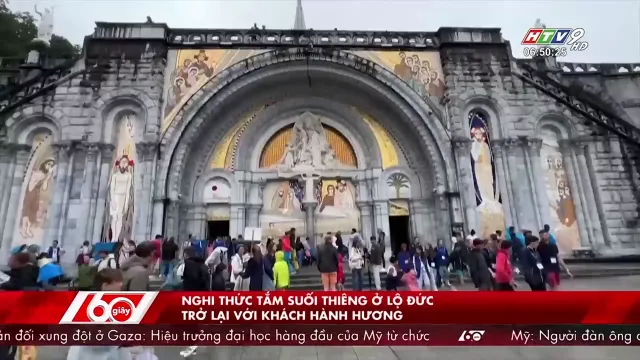 HTV9 HD
06:50:25
60 giây
NGHI THỨC TẮM SUỐI THIÊNG Ở LỘ ĐỨC
TRỞ LẠI VỚI KHÁCH HÀNH HƯƠNG
ản đối xung đột ở Gaza: Hiệu trưởng đại học hàng đầu của Mỹ từ chức 60 Mỹ: Người đàn ông